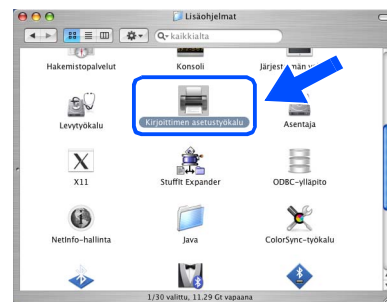 Lisäohjelmat
kaikkialta
Hakemistopalvelut
Konsoli
Levytyökalu
Kirjoittimen asetustyökalu
Asentaja
X11
StuffIt Expander
ODBC-ylläpito
NetInfo-hallinta
Java
ColorSync-työkalu
1/30 valittu, 11.29 Gt vapaana